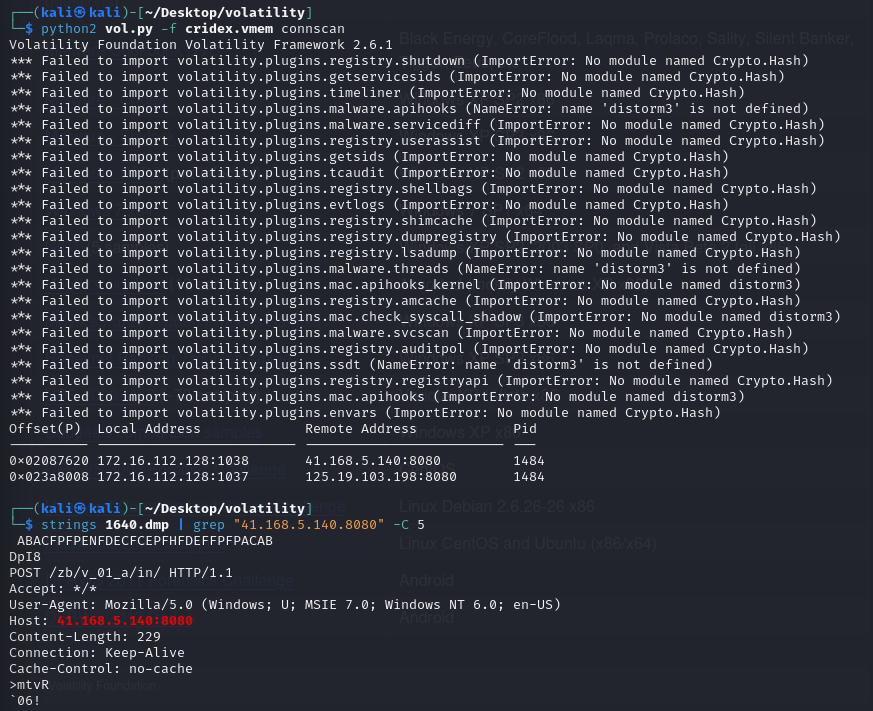 ┌──(kali㉿kali)-[~/Desktop/volatility]
└─$ python2 vol.py -f cridex.vmem connscan
Volatility Foundation Volatility Framework 2.6.1
Black Energy, CoreFlood, Laqma, Prolaco, Sality, Silent Banker,
*** Failed to import volatility.plugins.registry.shutdown (ImportError: No module named Crypto.Hash)
*** Failed to import volatility.plugins.getservicesids (ImportError: No module named Crypto.Hash)
*** Failed to import volatility.plugins.timeliner (ImportError: No module named Crypto.Hash)
*** Failed to import volatility.plugins.malware.apihooks (NameError: name 'distorm3' is not defined)
*** Failed to import volatility.plugins.malware.servicediff (ImportError: No module named Crypto.Hash)
*** Failed to import volatility.plugins.registry.userassist (ImportError: No module named Crypto.Hash)
*** Failed to import volatility.plugins.getsids (ImportError: No module named Crypto.Hash)
*** Failed to import volatility.plugins.tcaudit (ImportError: No module named Crypto.Hash)
*** Failed to import volatility.plugins.registry.shellbags (ImportError: No module named Crypto.Hash)
*** Failed to import volatility.plugins.evtlogs (ImportError: No module named Crypto.Hash)
*** Failed to import volatility.plugins.registry.shimcache (ImportError: No module named Crypto.Hash)
*** Failed to import volatility.plugins.registry.dumpregistry (ImportError: No module named Crypto.Hash)
*** Failed to import volatility.plugins.registry.lsadump (ImportError: No module named Crypto.Hash)
*** Failed to import volatility.plugins.malware.threads (NameError: name 'distorm3' is not defined)
*** Failed to import volatility.plugins.mac.apihooks_kernel (ImportError: No module named distorm3)
*** Failed to import volatility.plugins.registry.amcache (ImportError: No module named Crypto.Hash)
*** Failed to import volatility.plugins.mac.check_syscall_shadow (ImportError: No module named distorm3)
*** Failed to import volatility.plugins.malware.svcscan (ImportError: No module named Crypto.Hash)
*** Failed to import volatility.plugins.registry.auditpol (ImportError: No module named Crypto.Hash)
*** Failed to import volatility.plugins.ssdt (NameError: name 'distorm3' is not defined)
*** Failed to import volatility.plugins.registry.registryapi (ImportError: No module named Crypto.Hash)
*** Failed to import volatility.plugins.mac.apihooks (ImportError: No module named distorm3)
*** Failed to import volatility.plugins.envars (ImportError: No module named Crypto.Hash)
Offset(P) Local Address Remote Address Pid
Windows XP x86
0x02087620 172.16.112.128:1038 41.168.5.140:8080 1484
0x023a8008 172.16.112.128:1037 125.19.103.198:8080 1484
┌──(kali㉿kali)-[~/Desktop/volatility]
Linux Debian 2.6.26-26 x86
└─$ strings 1640.dmp | grep "41.168.5.140.8080" -C 5
ABACFPFPENFDECFCEPFHFDEFFPFPACAB
Linux CentOS and Ubuntu (x86/x64)
DpI8
POST /zb/v_01_a/in/ HTTP/1.1
Android
Accept: */*
User-Agent: Mozilla/5.0 (Windows; U; MSIE 7.0; Windows NT 6.0; en-US)
Host: 41.168.5.140:8080
Android
Content-Length: 229
Connection: Keep-Alive
Cache-Control: no-cache
>mtvR
`06!